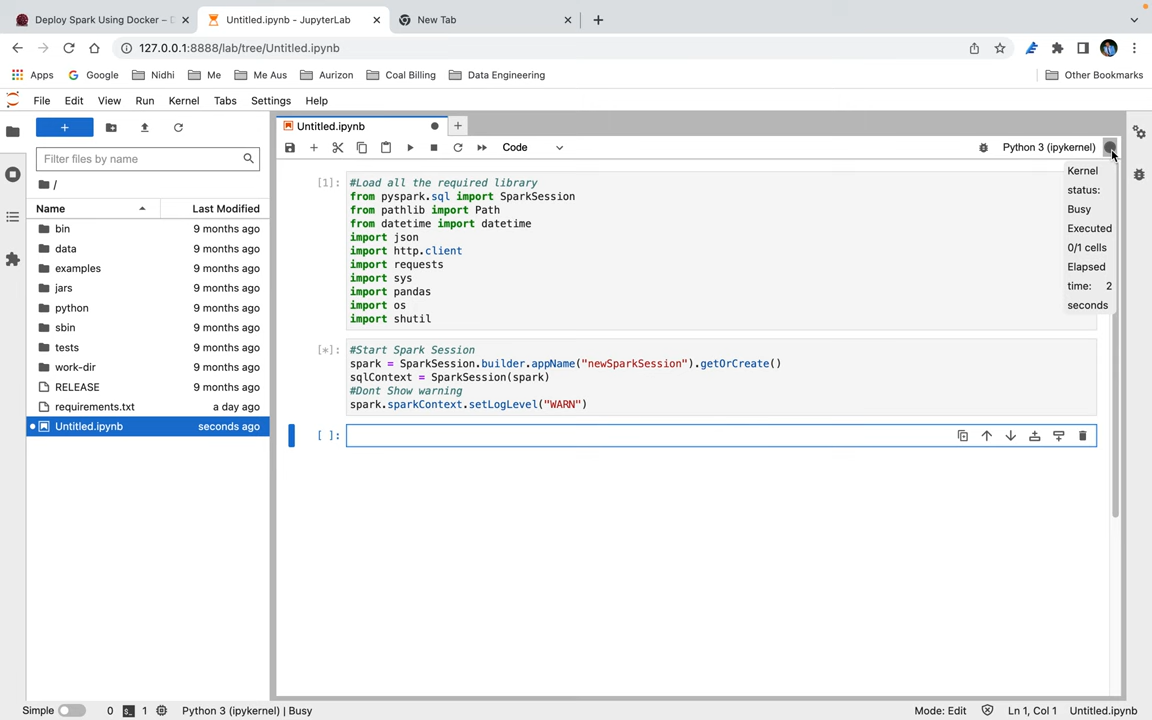 Deploy Spark Using Docker – D
Untitled.ipynb - JupyterLab
New Tab
127.0.0.1:8888/lab/tree/Untitled.ipynb
Apps Google Nidhi Me Me Aus Aurizon Coal Billing Data Engineering Other Bookmarks
File Edit View Run Kernel Tabs Settings Help
Untitled.ipynb
Code Python 3 (ipykernel)
Filter files by name
/
Name Last Modified
bin 9 months ago
data 9 months ago
examples 9 months ago
jars 9 months ago
python 9 months ago
sbin 9 months ago
tests 9 months ago
work-dir 9 months ago
RELEASE 9 months ago
requirements.txt a day ago
Untitled.ipynb seconds ago
[1]: #Load all the required library
from pyspark.sql import SparkSession
from pathlib import Path
from datetime import datetime
import json
import http.client
import requests
import sys
import pandas
import os
import shutil
[*]: #Start Spark Session
spark = SparkSession.builder.appName("newSparkSession").getOrCreate()
sqlContext = SparkSession(spark)
#Dont Show warning
spark.sparkContext.setLogLevel("WARN")
[ ]:
Kernel
status:
Busy
Executed
0/1 cells
Elapsed
time: 2
seconds
Simple 0 1 Python 3 (ipykernel) | Busy Mode: Edit Ln 1, Col 1 Untitled.ipynb